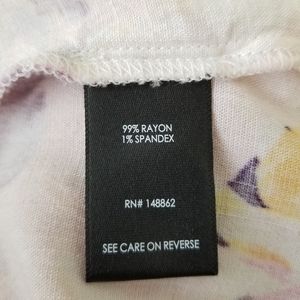 99% RAYON
1% SPANDEX
RN# 148862
SEE CARE ON REVERSE